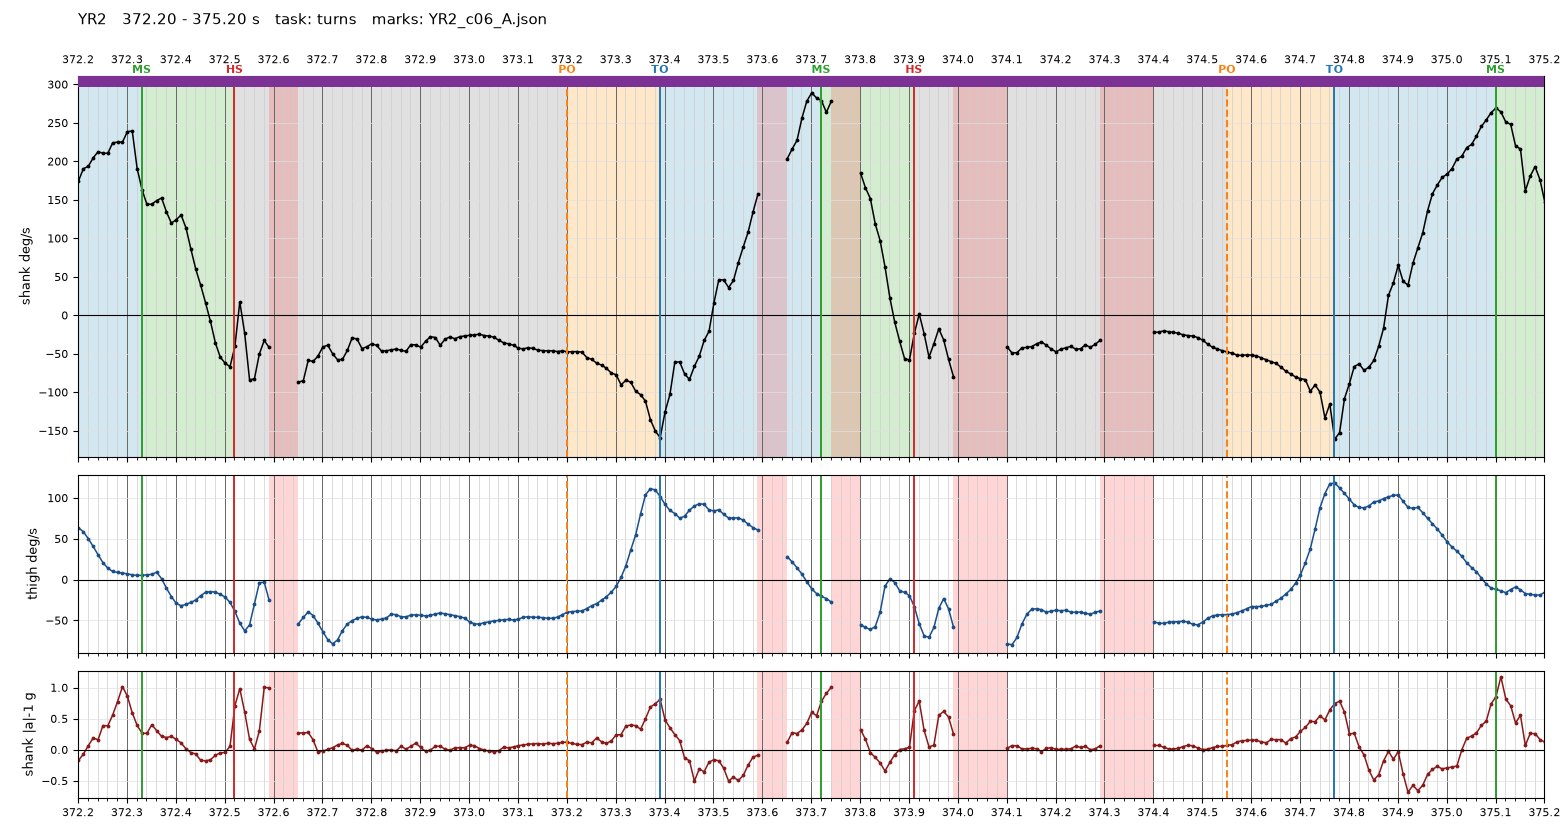 YR2   372.20 - 375.20 s   task: turns   marks: YR2_c06_A.json
372.2 372.3 372.4 372.5 372.6 372.7 372.8 372.9 373.0 373.1 373.2 373.3 373.4 373.5 373.6 373.7 373.8 373.9 374.0 374.1 374.2 374.3 374.4 374.5 374.6 374.7 374.8 374.9 375.0 375.1 375.2
MS HS PO TO MS HS PO TO MS
300
250
200
150
100
50
0
−50
−100
−150
shank deg/s
100
50
0
−50
thigh deg/s
1.0
0.5
0.0
−0.5
shank |a|-1 g
372.2 372.3 372.4 372.5 372.6 372.7 372.8 372.9 373.0 373.1 373.2 373.3 373.4 373.5 373.6 373.7 373.8 373.9 374.0 374.1 374.2 374.3 374.4 374.5 374.6 374.7 374.8 374.9 375.0 375.1 375.2